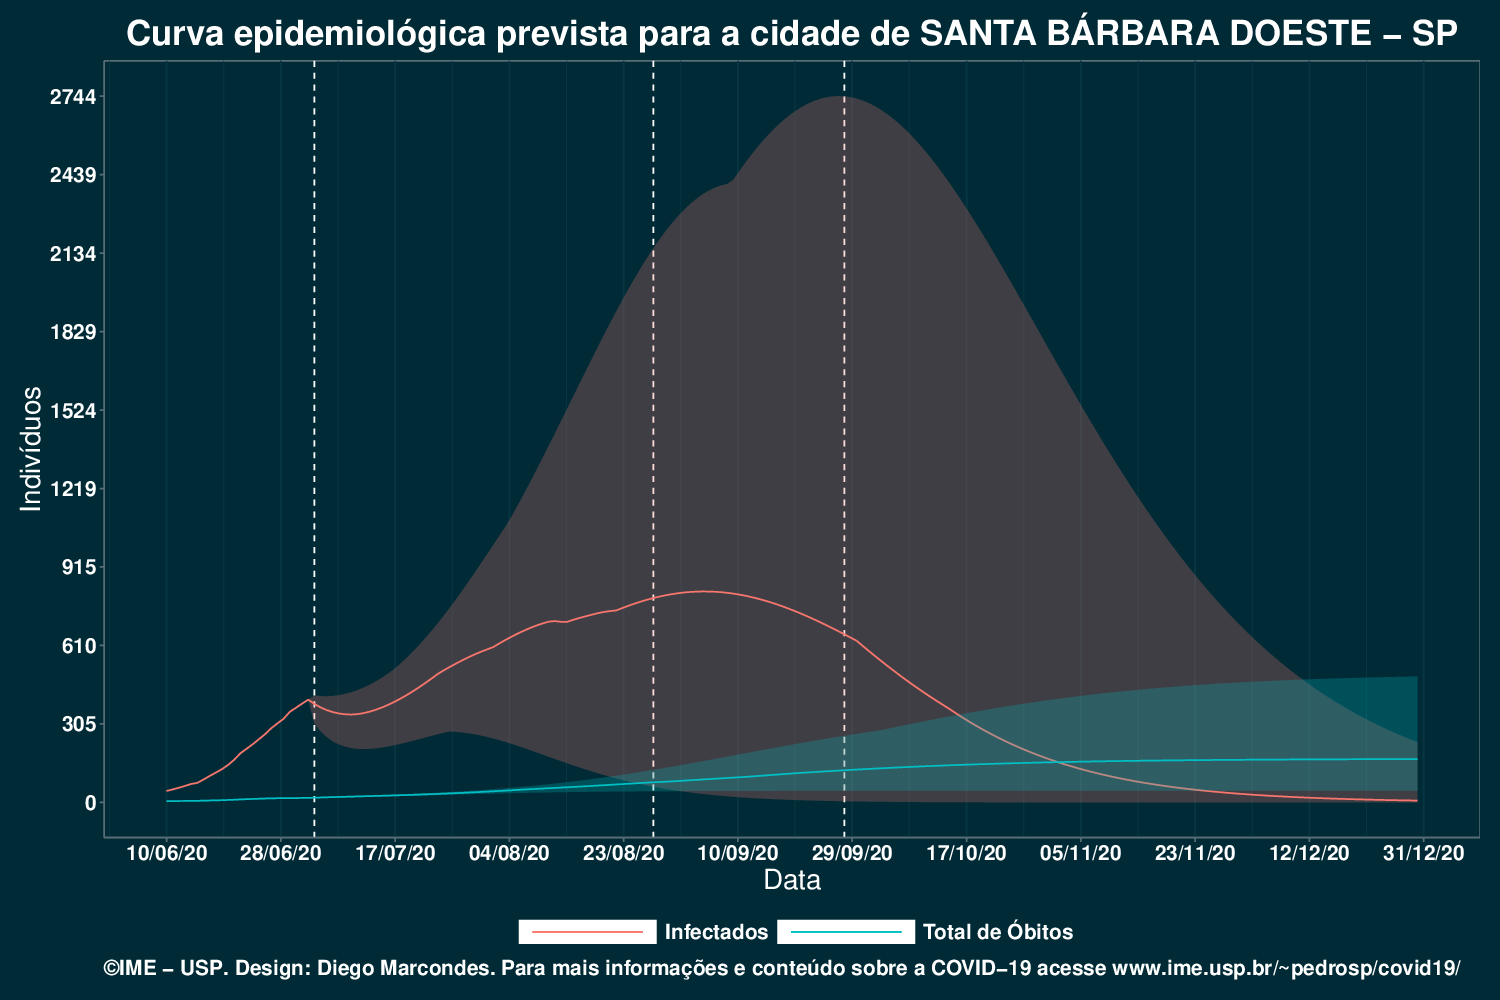 Curva epidemiológica prevista para a cidade de SANTA BÁRBARA DOESTE – SP
Indivíduos
2744
2439
2134
1829
1524
1219
915
610
305
0
10/06/20 28/06/20 17/07/20 04/08/20 23/08/20 10/09/20 29/09/20 17/10/20 05/11/20 23/11/20 12/12/20 31/12/20
Data
Infectados Total de Óbitos
©IME – USP. Design: Diego Marcondes. Para mais informações e conteúdo sobre a COVID–19 acesse www.ime.usp.br/~pedrosp/covid19/